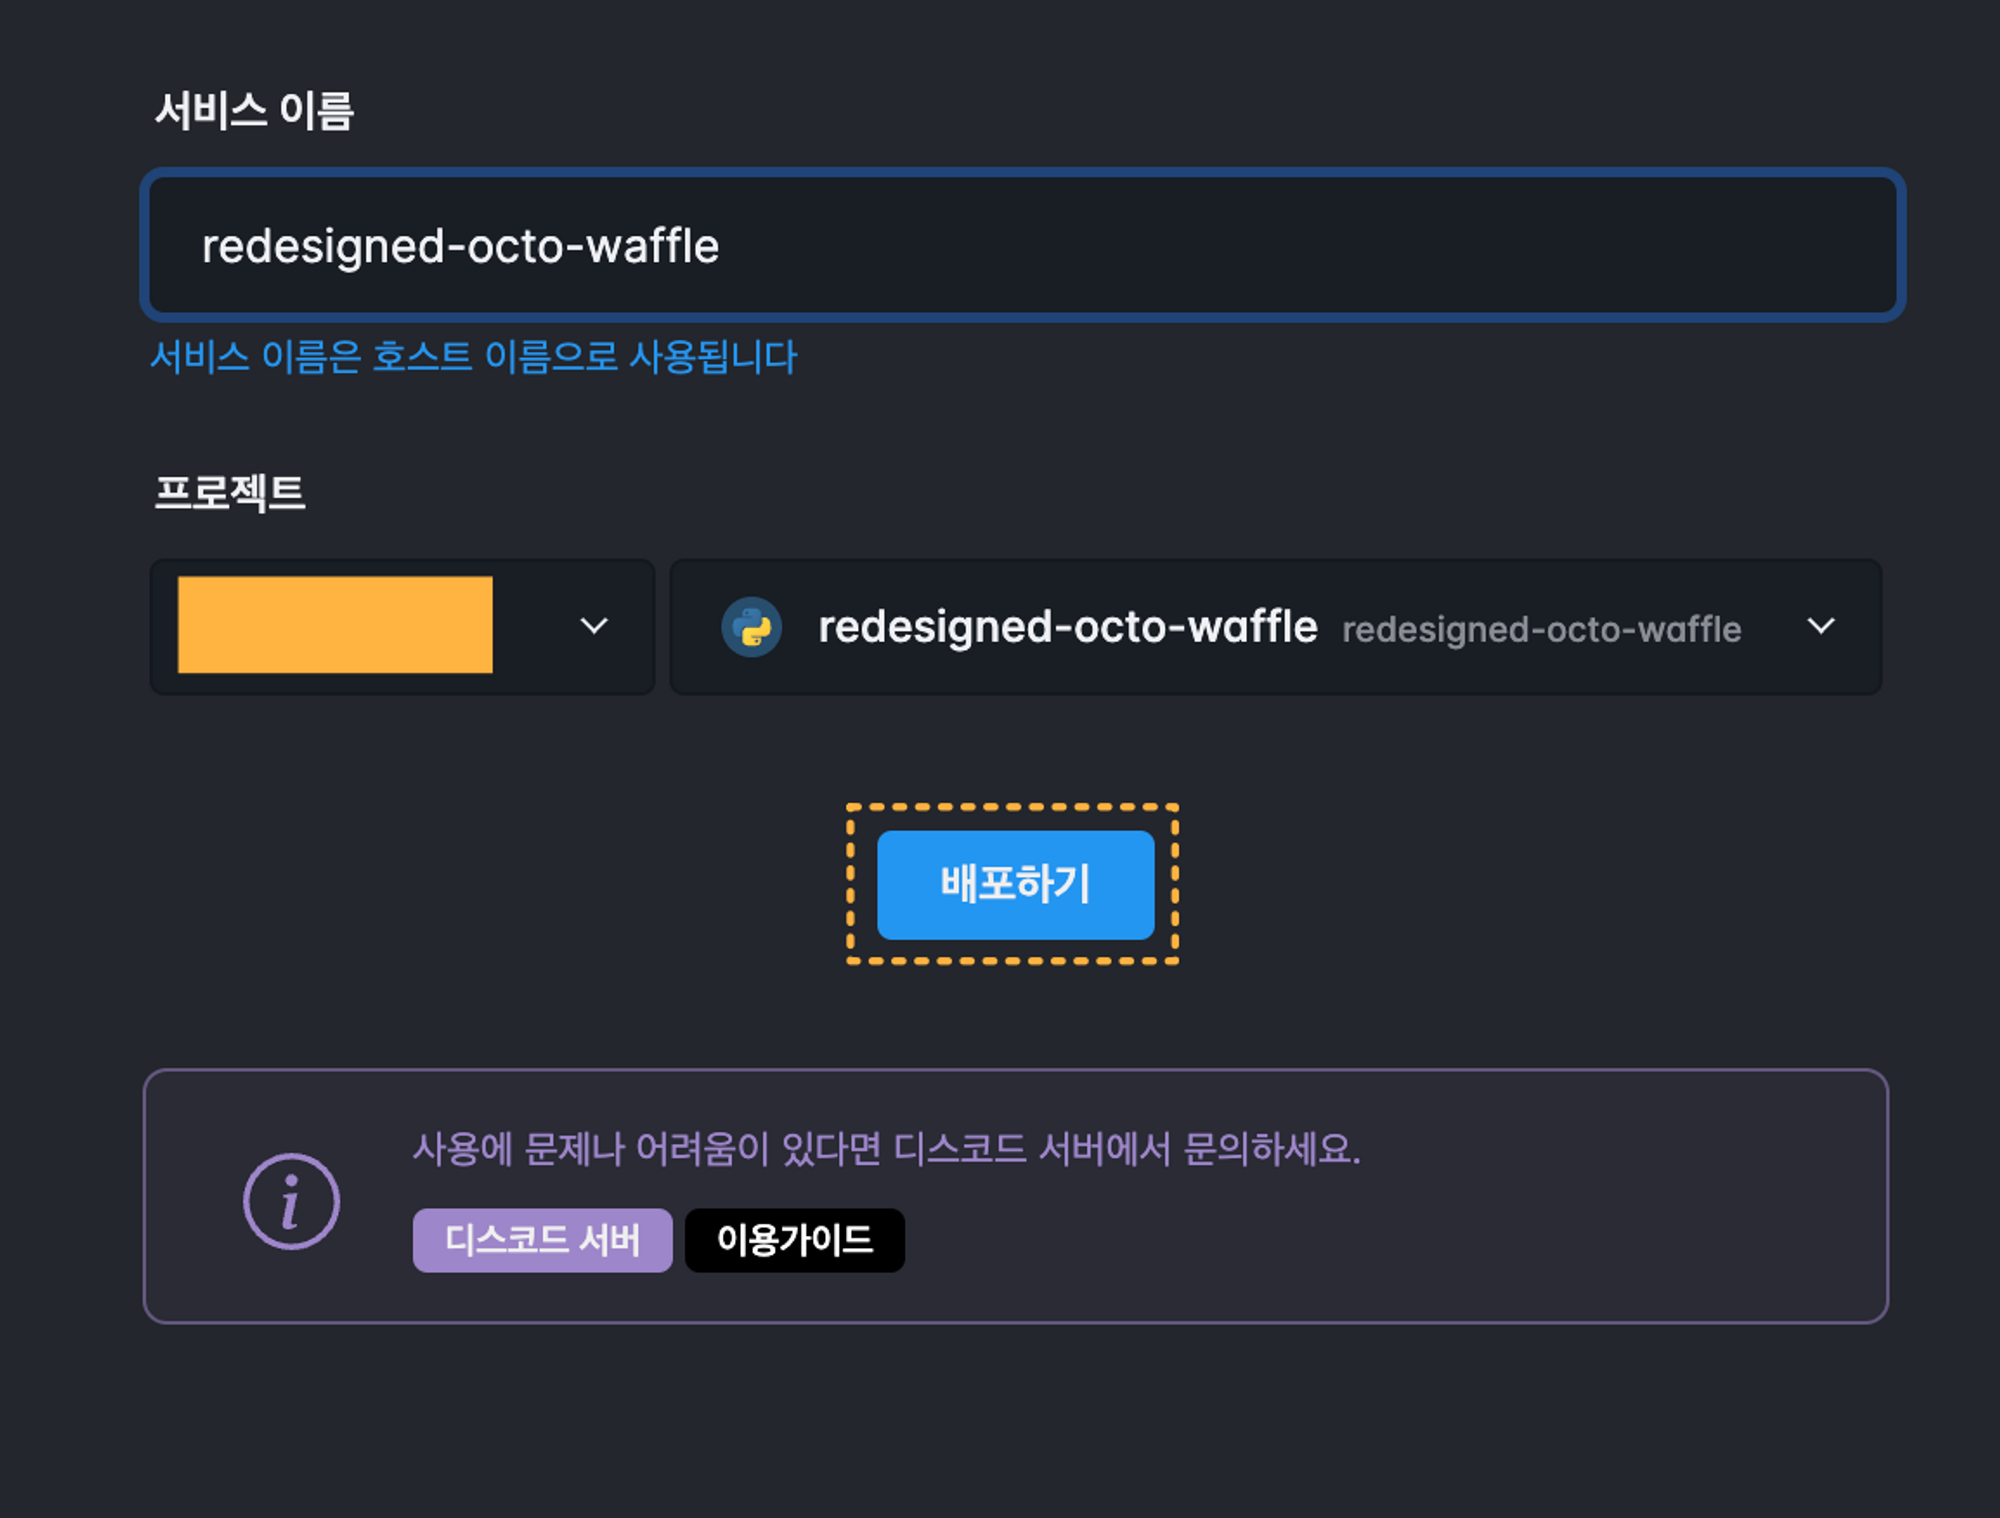 서비스 이름
redesigned-octo-waffle
서비스 이름은 호스트 이름으로 사용됩니다
프로젝트
redesigned-octo-waffle redesigned-octo-waffle
배포하기
사용에 문제나 어려움이 있다면 디스코드 서버에서 문의하세요.
디스코드 서버 이용가이드